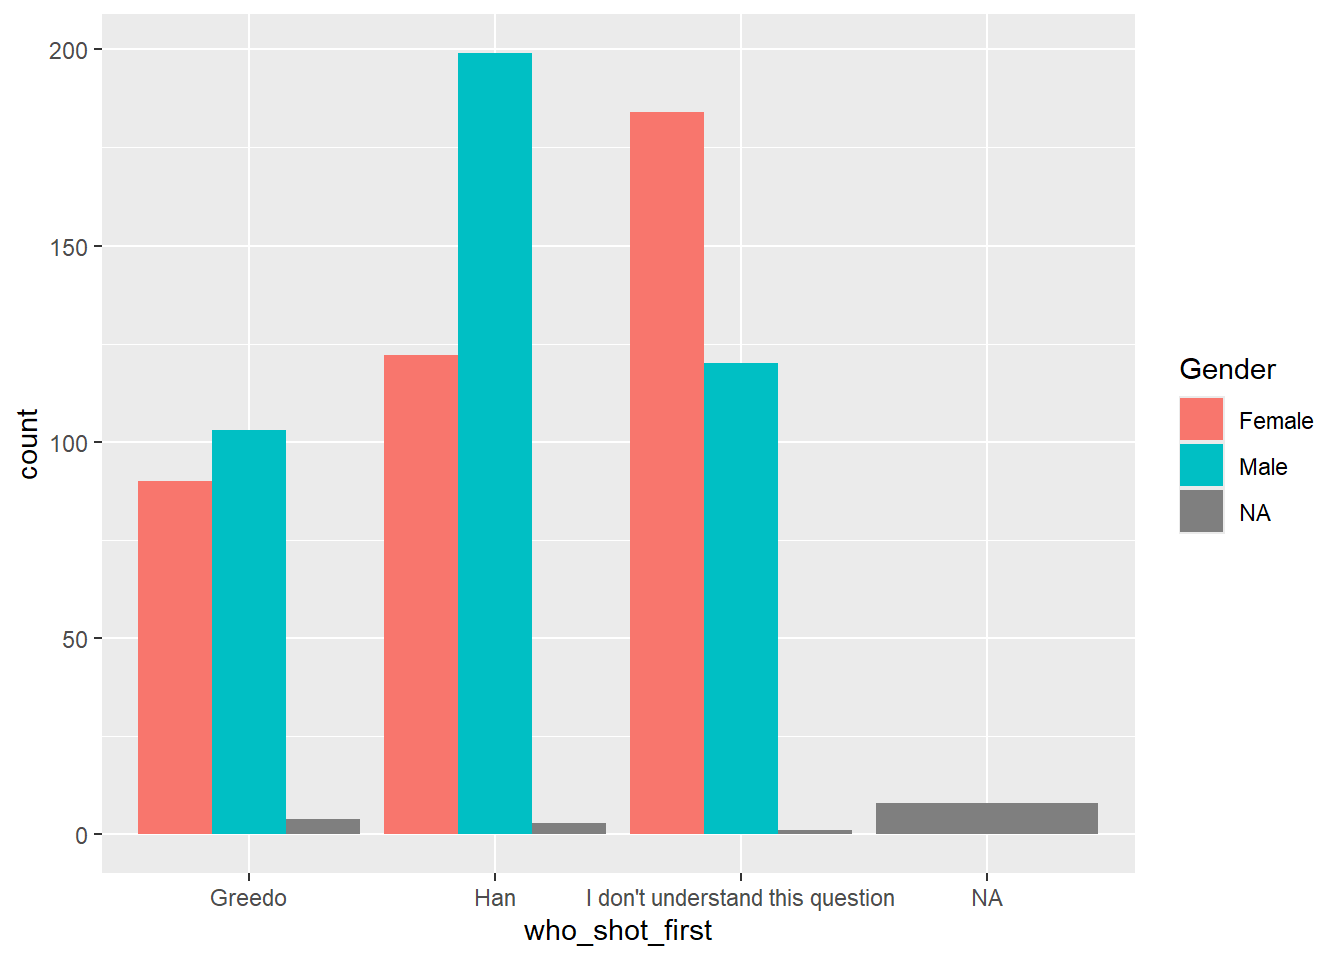 200
150
100
50
0
count
Greedo
Han
I don't understand this question
NA
who_shot_first
Gender
Female
Male
NA